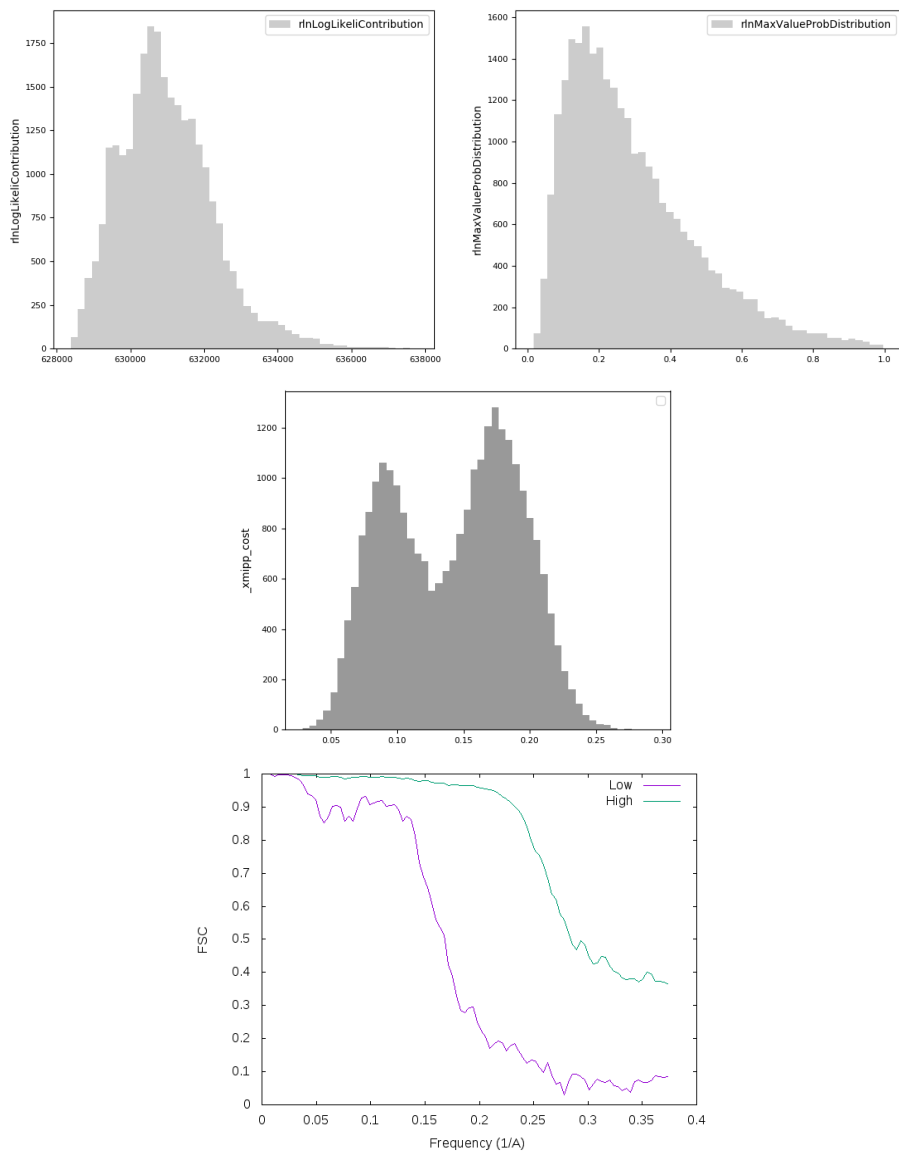 rlnLogLikeliContribution
rlnLogLikeliContribution
1750
1500
1250
1000
750
500
250
0
628000 630000 632000 634000 636000 638000
rlnMaxValueProbDistribution
rlnMaxValueProbDistribution
1600
1400
1200
1000
800
600
400
200
0
0.0 0.2 0.4 0.6 0.8 1.0
_xmipp_cost
1200
1000
800
600
400
200
0
0.05 0.10 0.15 0.20 0.25 0.30
Low
High
FSC
1
0.9
0.8
0.7
0.6
0.5
0.4
0.3
0.2
0.1
0
0 0.05 0.1 0.15 0.2 0.25 0.3 0.35 0.4
Frequency (1/A)